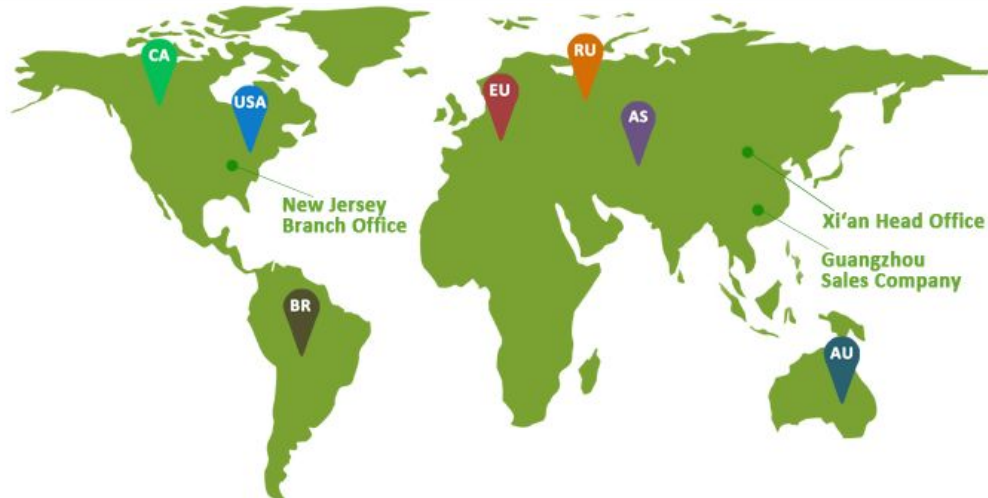 CA
RU
EU
USA
AS
New Jersey
Branch Office
Xi‘an Head Office
Guangzhou
Sales Company
BR
AU